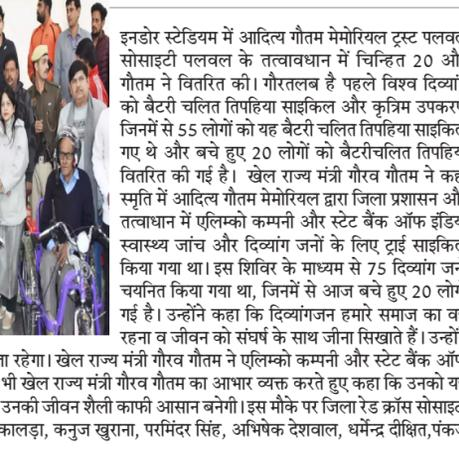 इनडोर स्टेडियम में आदित्य गौतम मेमोरियल ट्रस्ट पलवल
सोसाइटी पलवल के तत्वावधान में चिन्हित 20 और
गौतम ने वितरित की। गौरतलब है पहले विश्व दिव्यां
को बैटरी चलित तिपहिया साइकिल और कृत्रिम उपकरण
जिनमें से 55 लोगों को यह बैटरी चलित तिपहिया साइकिल
गए थे और बचे हुए 20 लोगों को बैटरीचलित तिपहिय
वितरित की गई है। खेल राज्य मंत्री गौरव गौतम ने कह
स्मृति में आदित्य गौतम मेमोरियल द्वारा जिला प्रशासन औ
तत्वाधान में एलिम्को कम्पनी और स्टेट बैंक ऑफ इंडिय
स्वास्थ्य जांच और दिव्यांग जनों के लिए ट्राई साइकिल
किया गया था। इस शिविर के माध्यम से 75 दिव्यांग जन
चयनित किया गया था, जिनमें से आज बचे हुए 20 लोग
गई है। उन्होंने कहा कि दिव्यांगजन हमारे समाज का व
रहना व जीवन को संघर्ष के साथ जीना सिखाते हैं। उन्हों
ता रहेगा। खेल राज्य मंत्री गौरव गौतम ने एलिम्को कम्पनी और स्टेट बैंक ऑफ
भी खेल राज्य मंत्री गौरव गौतम का आभार व्यक्त करते हुए कहा कि उनको य
उनकी जीवन शैली काफी आसान बनेगी। इस मौके पर जिला रेड क्रॉस सोसाइट
कालड़ा, कनुज खुराना, परमिंदर सिंह, अभिषेक देशवाल, धर्मेन्द्र दीक्षित,पंकज